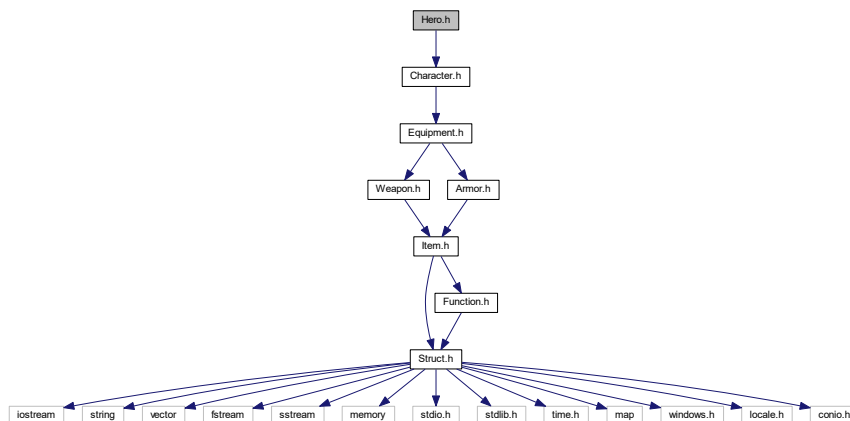 Hero.h
Character.h
Equipment.h
Weapon.h Armor.h
Item.h
Function.h
Struct.h
iostream string vector fstream sstream memory stdio.h stdlib.h time.h map windows.h locale.h conio.h